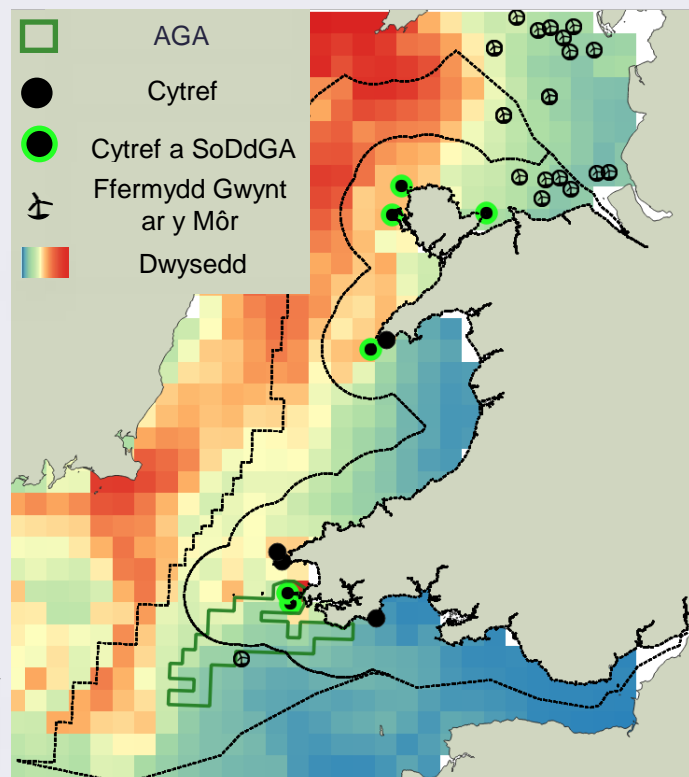 AGA
Cytref
Cytref a SoDdGA
Ffermydd Gwynt
ar y Môr
Dwysedd